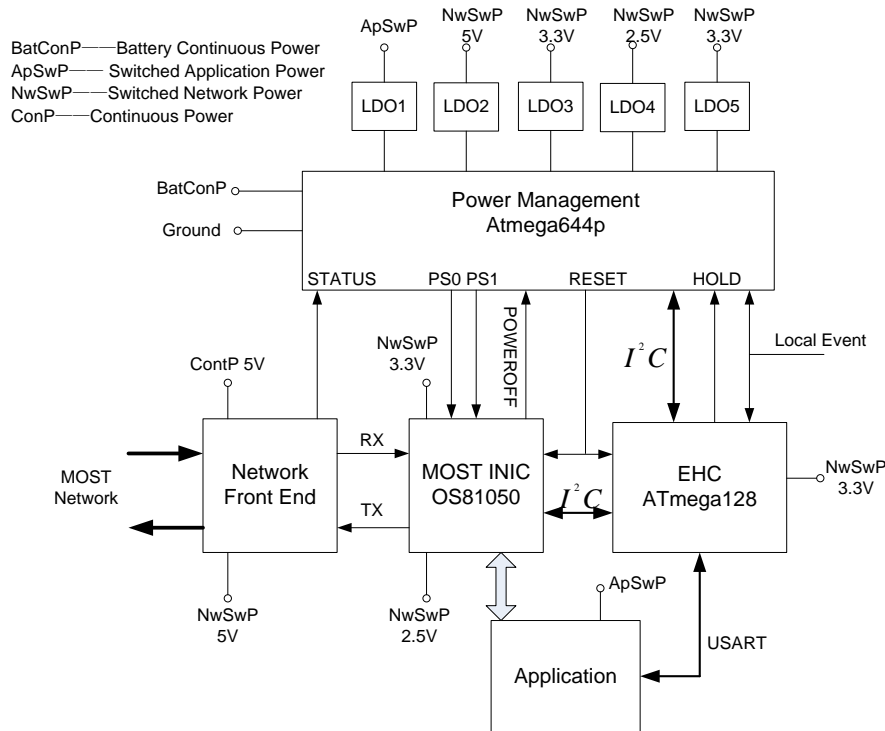 BatConP——Battery Continuous Power
ApSwP—— Switched Application Power
NwSwP——Switched Network Power
ConP——Continuous Power
ApSwP
NwSwP
5V
NwSwP
3.3V
NwSwP
2.5V
NwSwP
3.3V
LDO1
LDO2
LDO3
LDO4
LDO5
BatConP
Ground
Power Management
Atmega644p
STATUS
PS0 PS1
RESET
HOLD
POWEROFF
I²C
Local Event
ContP 5V
NwSwP
3.3V
MOST
Network
Network
Front End
RX
TX
MOST INIC
OS81050
I²C
EHC
ATmega128
NwSwP
3.3V
NwSwP
5V
NwSwP
2.5V
ApSwP
USART
Application